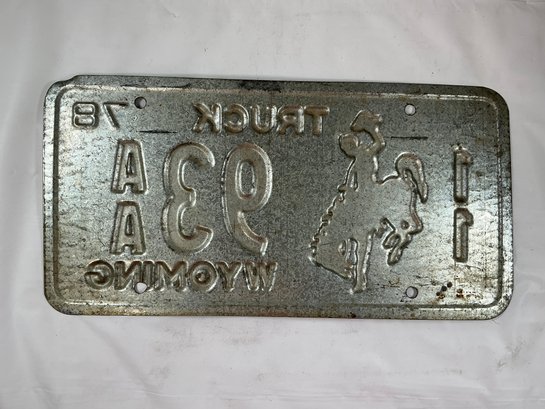 TRUCK 78
11 93 AA
WYOMING